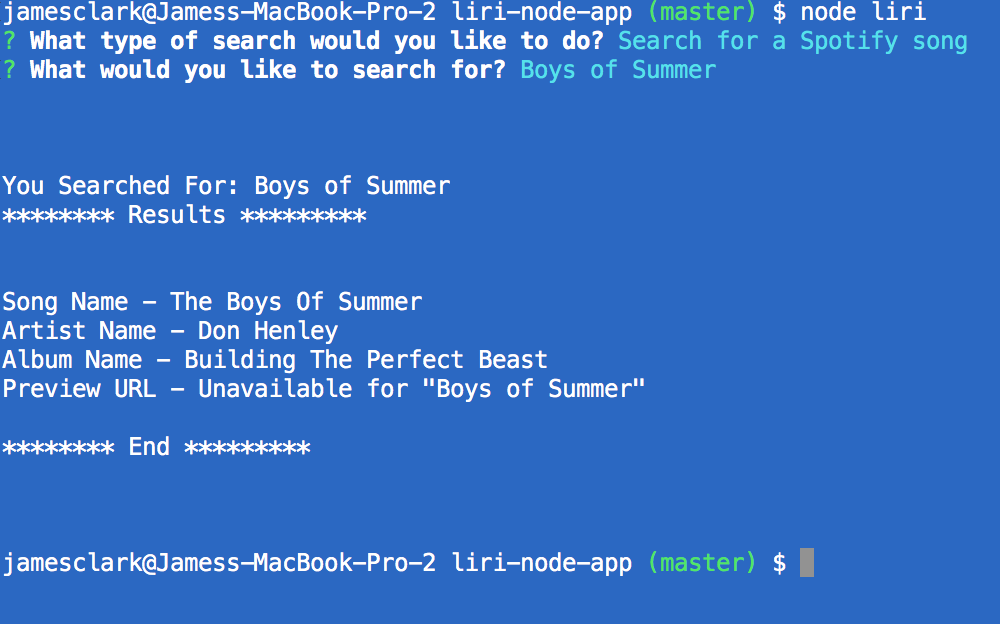 jamesclark@Jamess-MacBook-Pro-2 liri-node-app (master) $ node liri
? What type of search would you like to do? Search for a Spotify song
? What would you like to search for? Boys of Summer
You Searched For: Boys of Summer
******** Results *********
Song Name - The Boys Of Summer
Artist Name - Don Henley
Album Name - Building The Perfect Beast
Preview URL - Unavailable for "Boys of Summer"
******** End *********
jamesclark@Jamess-MacBook-Pro-2 liri-node-app (master) $